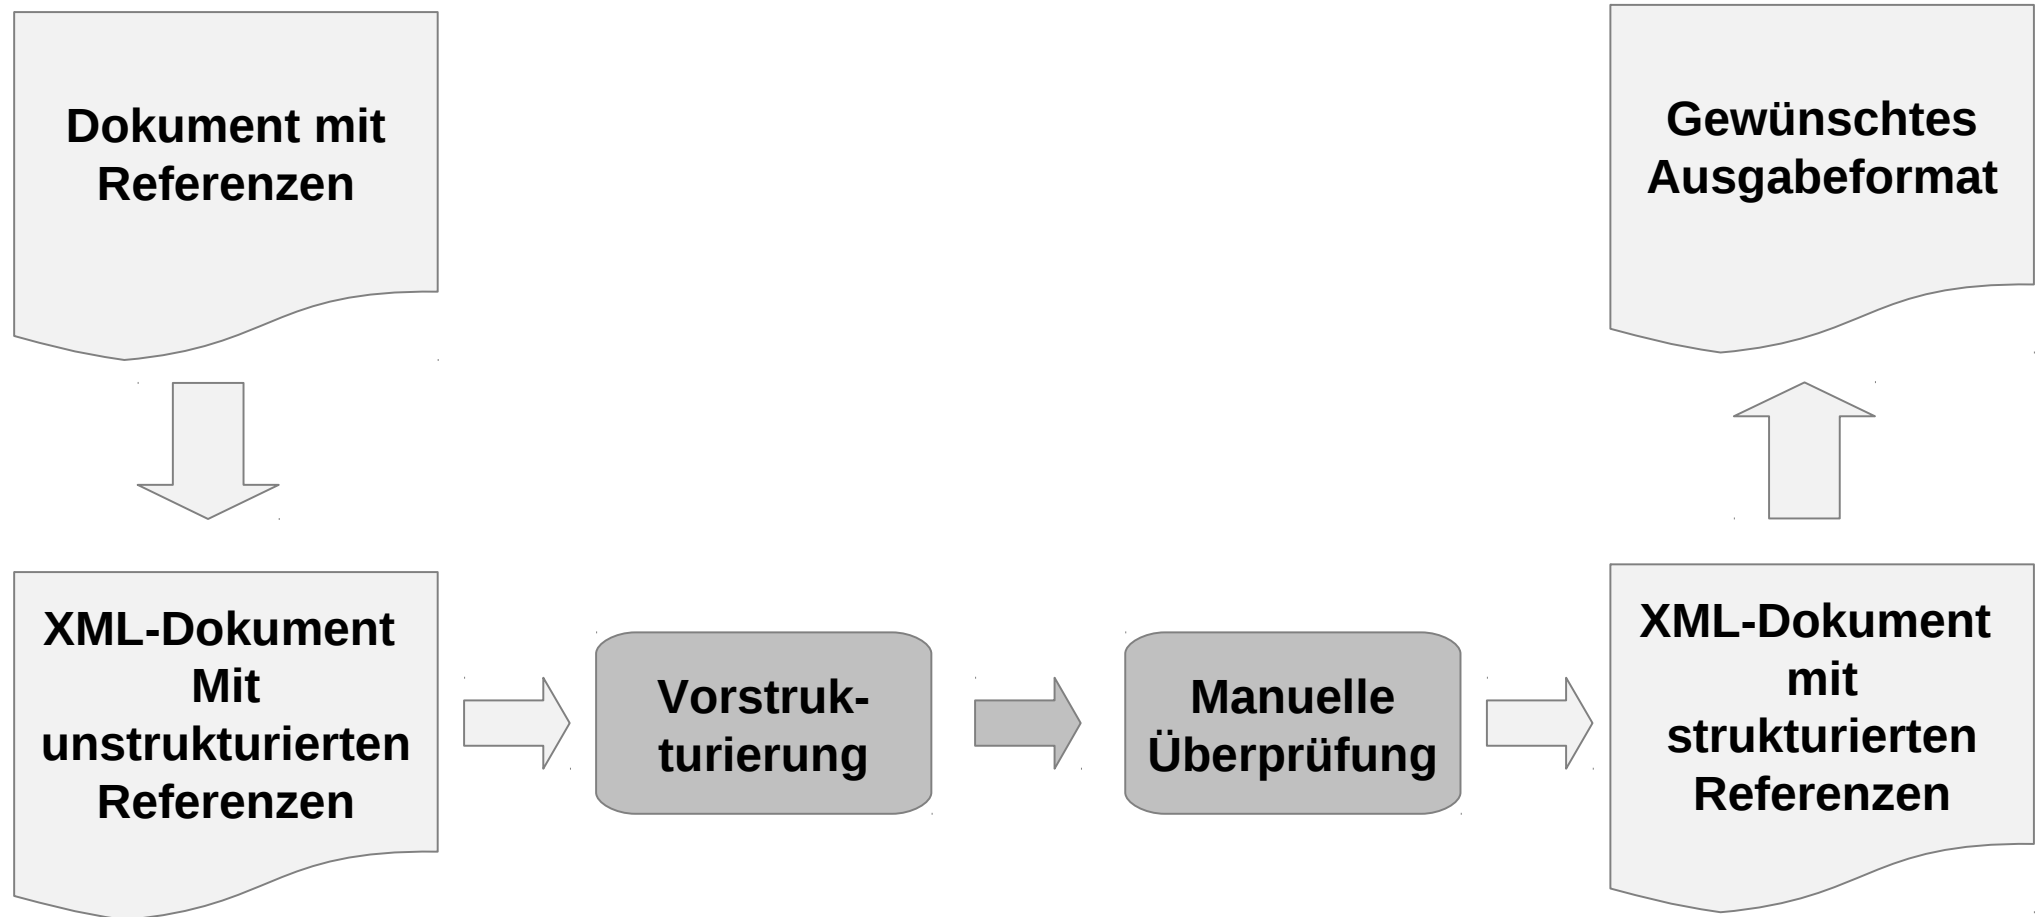 Dokument mit
Referenzen
Gewünschtes
Ausgabeformat
XML-Dokument
Mit
unstrukturierten
Referenzen
Vorstruk-
turierung
Manuelle
Überprüfung
XML-Dokument
mit
strukturierten
Referenzen